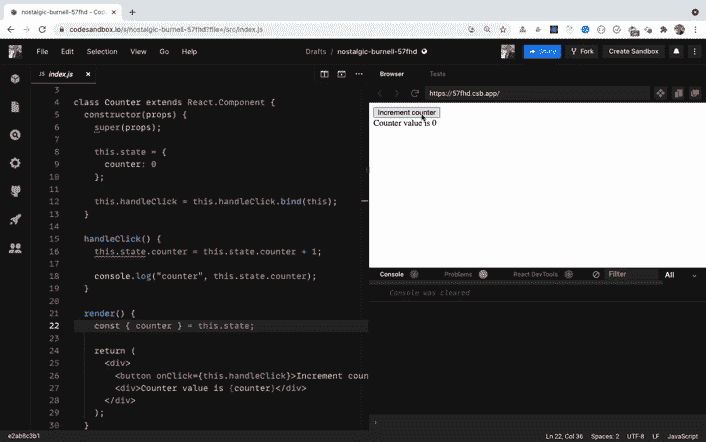 nostalgic-burnell-57fhd - Co
codesandbox.io/s/nostalgic-burnell-57fhd?file=/src/index.js
File Edit Selection View Go Help
Drafts / nostalgic-burnell-57fhd
Share Fork Create Sandbox
JS index.js
Browser Tests
https://57fhd.csb.app/
3
4 class Counter extends React.Component {
5 constructor(props) {
6 super(props);
7
8 this.state = {
9 counter: 0
10 };
11
12 this.handleClick = this.handleClick.bind(this);
13 }
14
15 handleClick() {
16 this.state.counter = this.state.counter + 1;
17
18 console.log("counter", this.state.counter);
19 }
20
21 render() {
22 const { counter } = this.state;
23
24 return (
25 <div>
26 <button onClick={this.handleClick}>Increment coun
27 <div>Counter value is {counter}</div>
28 </div>
29 );
30 }
Increment counter
Counter value is 0
Console Problems React DevTools Filter All
Console was cleared
e2ab8c3b1
Ln 22, Col 36 Spaces: 2 UTF-8 LF JavaScript